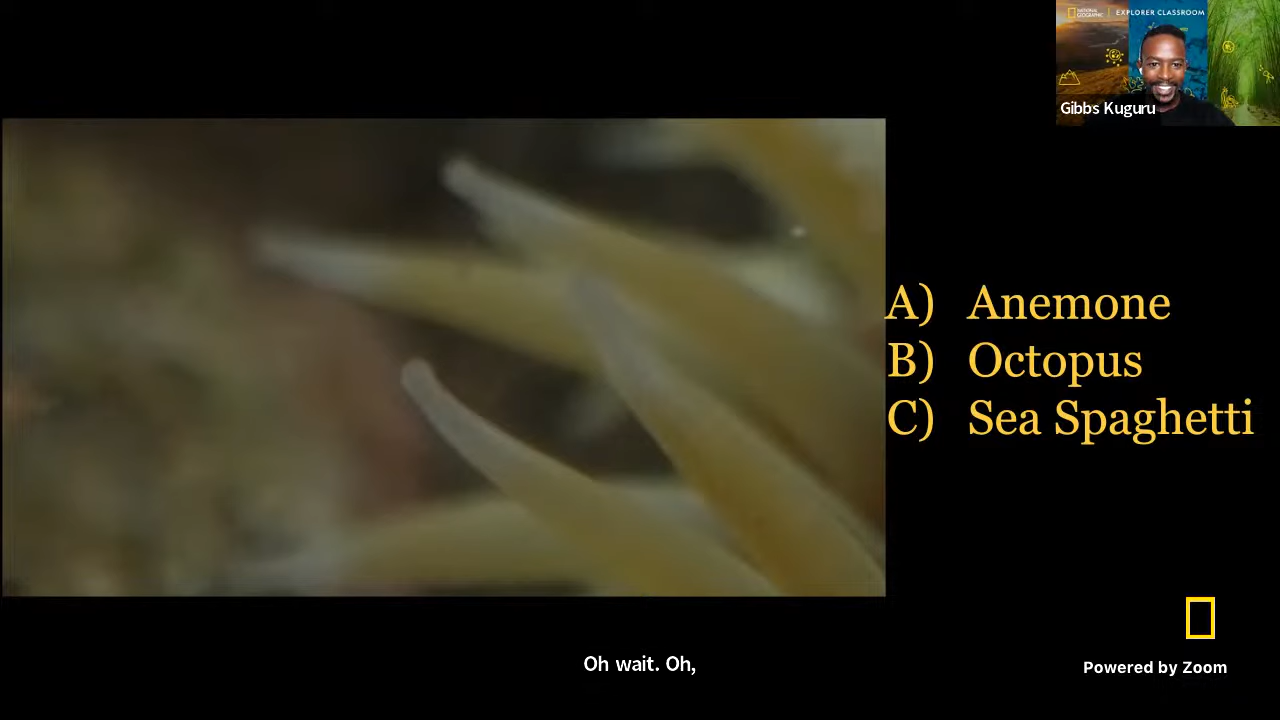 NATIONAL GEOGRAPHIC | EXPLORER CLASSROOM
Gibbs Kuguru
A) Anemone
B) Octopus
C) Sea Spaghetti
Oh wait. Oh,
Powered by Zoom